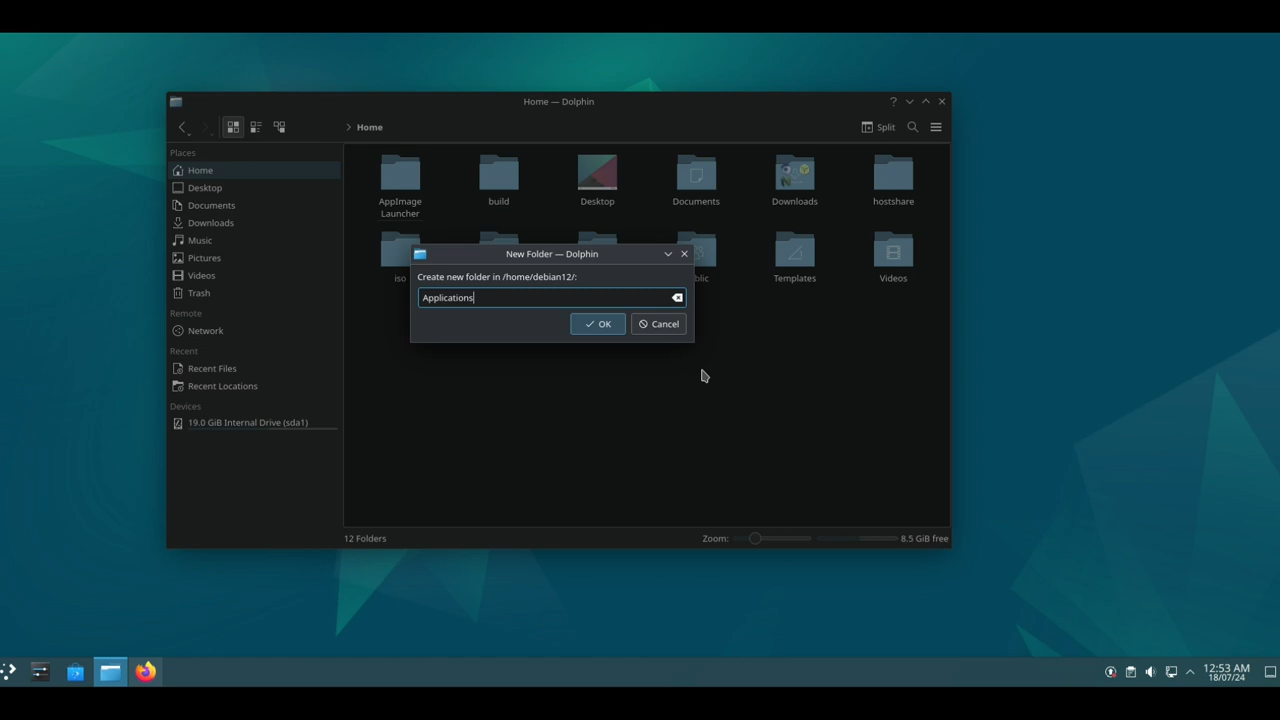 Home — Dolphin
Home
Split
Places
Home
Desktop
Documents
Downloads
Music
Pictures
Videos
Trash
Remote
Network
Recent
Recent Files
Recent Locations
Devices
19.0 GiB Internal Drive (sda1)
AppImage
Launcher
build
Desktop
Documents
Downloads
hostshare
iso
Templates
Videos
New Folder — Dolphin
Create new folder in /home/debian12/:
Applications
OK
Cancel
12 Folders
Zoom:
8.5 GiB free
12:53 AM
18/07/24